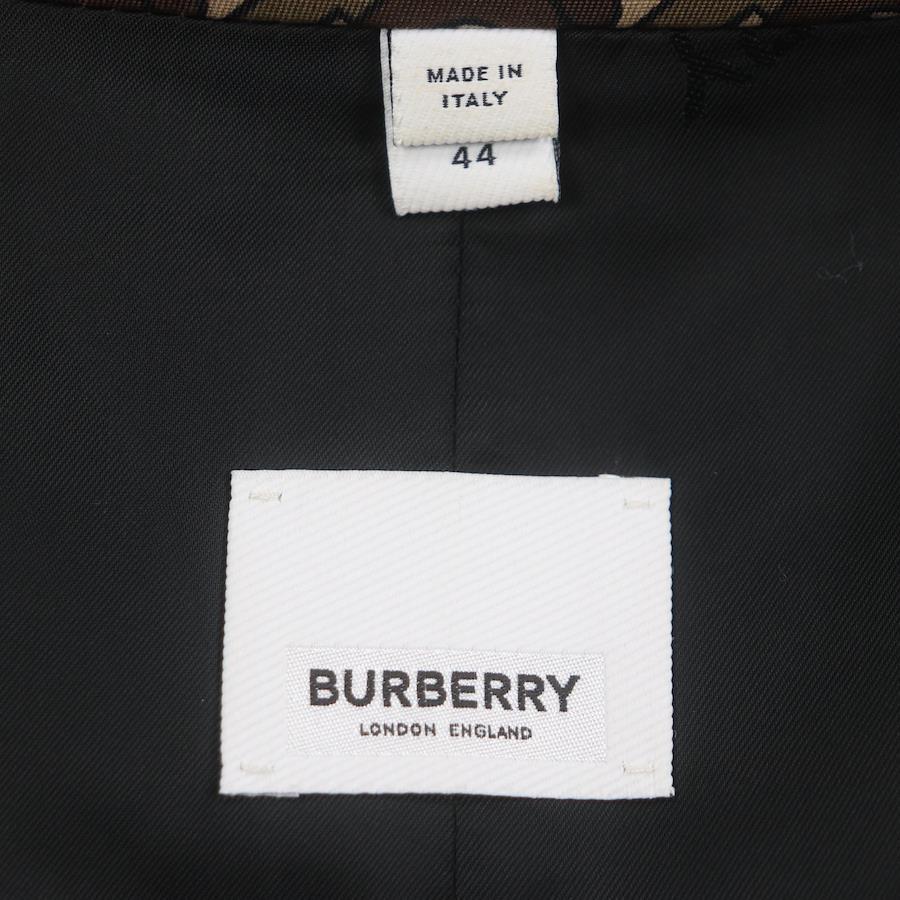 MADE IN
ITALY
44
BURBERRY
LONDON ENGLAND